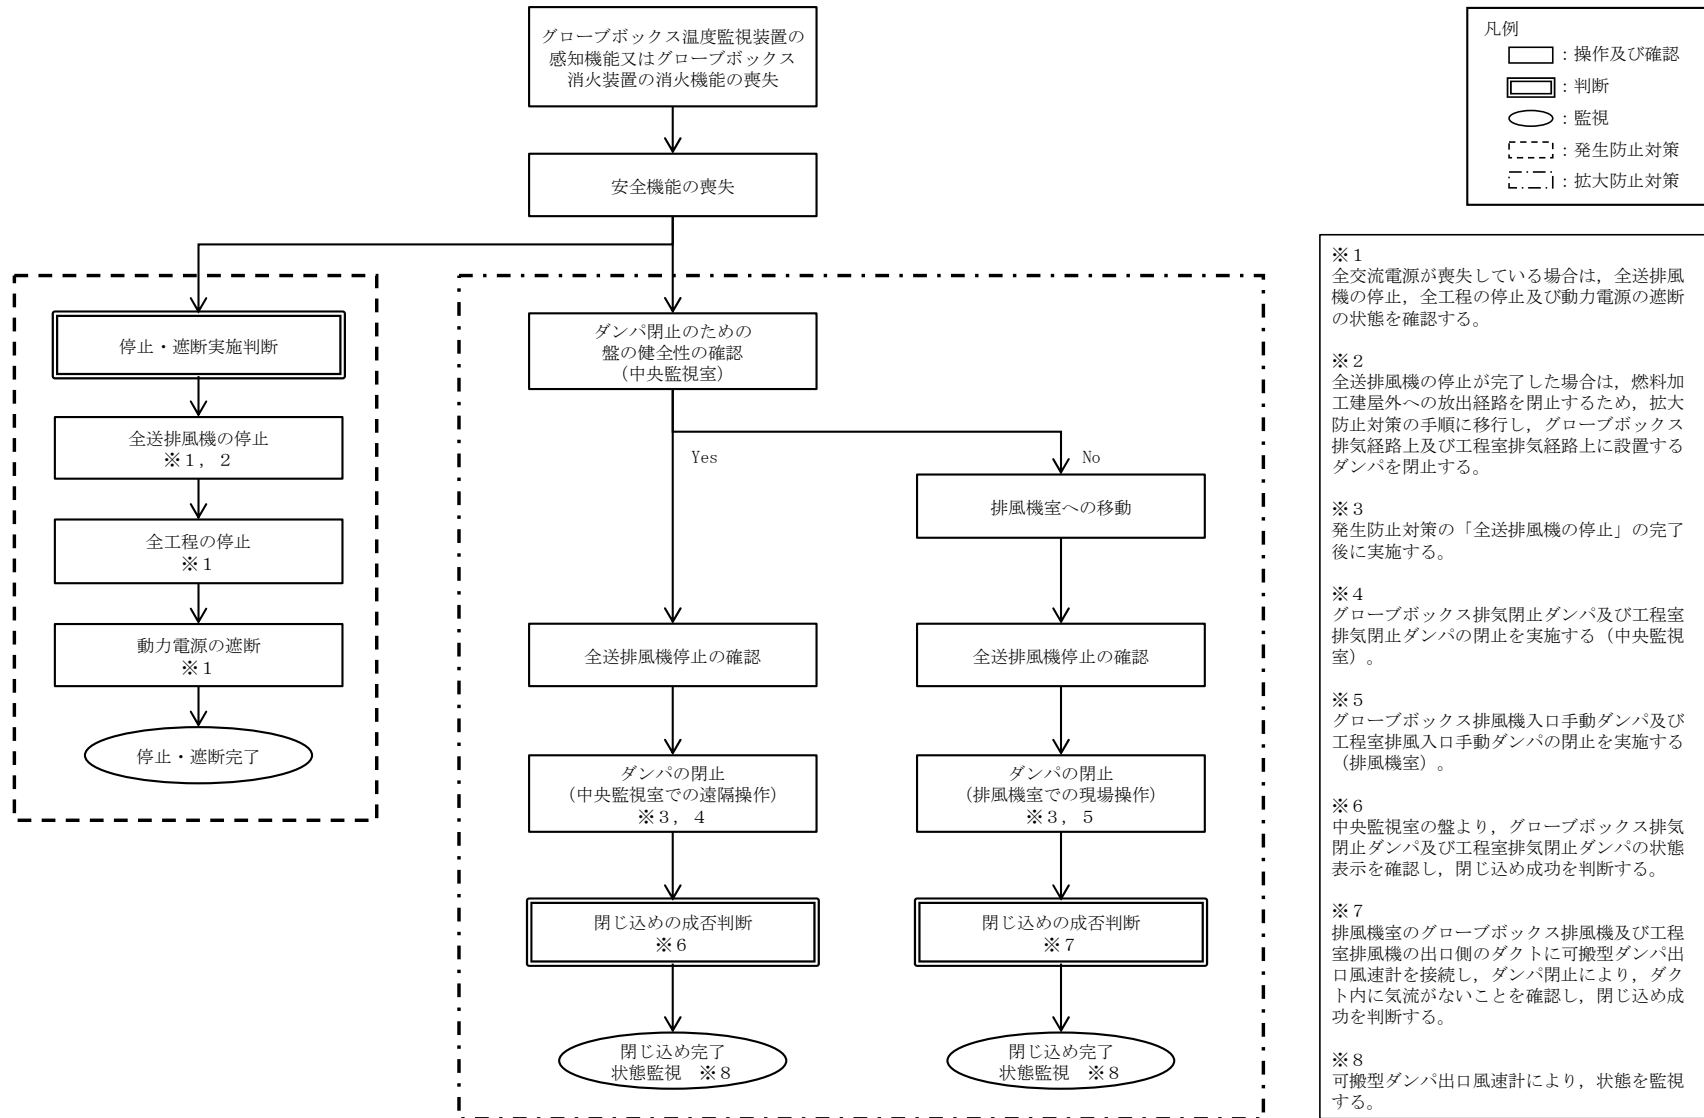 グローブボックス温度監視装置の
感知機能又はグローブボックス
消火装置の消火機能の喪失
安全機能の喪失
停止・遮断実施判断
全送排風機の停止
※１，２
全工程の停止
※１
動力電源の遮断
※１
停止・遮断完了
ダンパ閉止のための
盤の健全性の確認
（中央監視室）
Yes
No
排風機室への移動
全送排風機停止の確認
全送排風機停止の確認
ダンパの閉止
（中央監視室での遠隔操作）
※３，４
ダンパの閉止
（排風機室での現場操作）
※３，５
閉じ込めの成否判断
※６
閉じ込めの成否判断
※７
閉じ込め完了
状態監視　※８
閉じ込め完了
状態監視　※８
凡例
：操作及び確認
：判断
：監視
：発生防止対策
：拡大防止対策
※１
全交流電源が喪失している場合は，全送排風
機の停止，全工程の停止及び動力電源の遮断
の状態を確認する。
※２
全送排風機の停止が完了した場合は，燃料加
工建屋外への放出経路を閉止するため，拡大
防止対策の手順に移行し，グローブボックス
排気経路上及び工程室排気経路上に設置する
ダンパを閉止する。
※３
発生防止対策の「全送排風機の停止」の完了
後に実施する。
※４
グローブボックス排気閉止ダンパ及び工程室
排気閉止ダンパの閉止を実施する（中央監視
室）。
※５
グローブボックス排風機入口手動ダンパ及び
工程室排風入口手動ダンパの閉止を実施する
（排風機室）。
※６
中央監視室の盤より，グローブボックス排気
閉止ダンパ及び工程室排気閉止ダンパの状態
表示を確認し，閉じ込め成功を判断する。
※７
排風機室のグローブボックス排風機及び工程
室排風機の出口側のダクトに可搬型ダンパ出
口風速計を接続し，ダンパ閉止により，ダク
ト内に気流がないことを確認し，閉じ込め成
功を判断する。
※８
可搬型ダンパ出口風速計により，状態を監視
する。